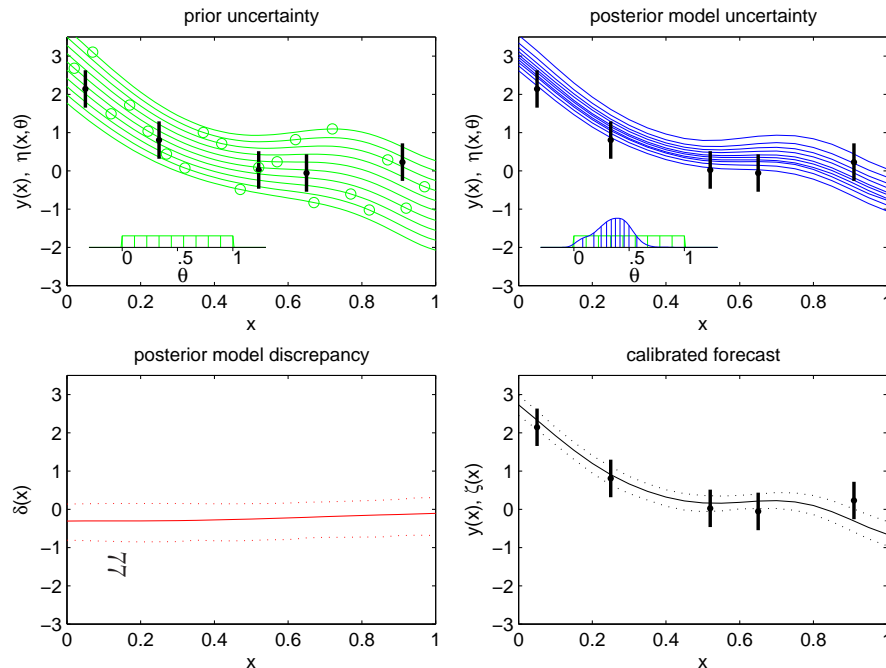 prior uncertainty
3
2
1
0
−1
−2
−3
y(x), η(x,θ)
0 .5 1
θ
0 0.2 0.4 0.6 0.8 1
x
posterior model uncertainty
3
2
1
0
−1
−2
−3
y(x), η(x,θ)
0 .5 1
θ
0 0.2 0.4 0.6 0.8 1
x
posterior model discrepancy
3
2
1
0
−1
−2
−3
δ(x)
77
0 0.2 0.4 0.6 0.8 1
x
calibrated forecast
3
2
1
0
−1
−2
−3
y(x), ζ(x)
0 0.2 0.4 0.6 0.8 1
x